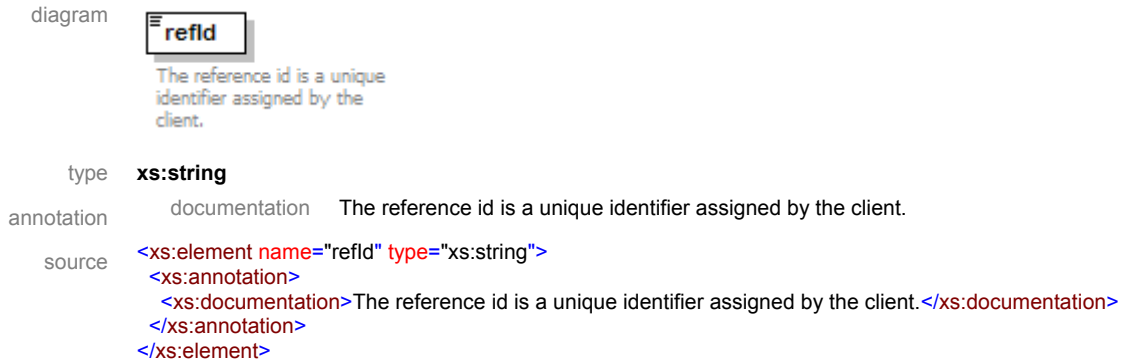 diagram
refId
The reference id is a unique
identifier assigned by the
client.
type xs:string
annotation documentation The reference id is a unique identifier assigned by the client.
source <xs:element name="refId" type="xs:string">
<xs:annotation>
<xs:documentation>The reference id is a unique identifier assigned by the client.</xs:documentation>
</xs:annotation>
</xs:element>